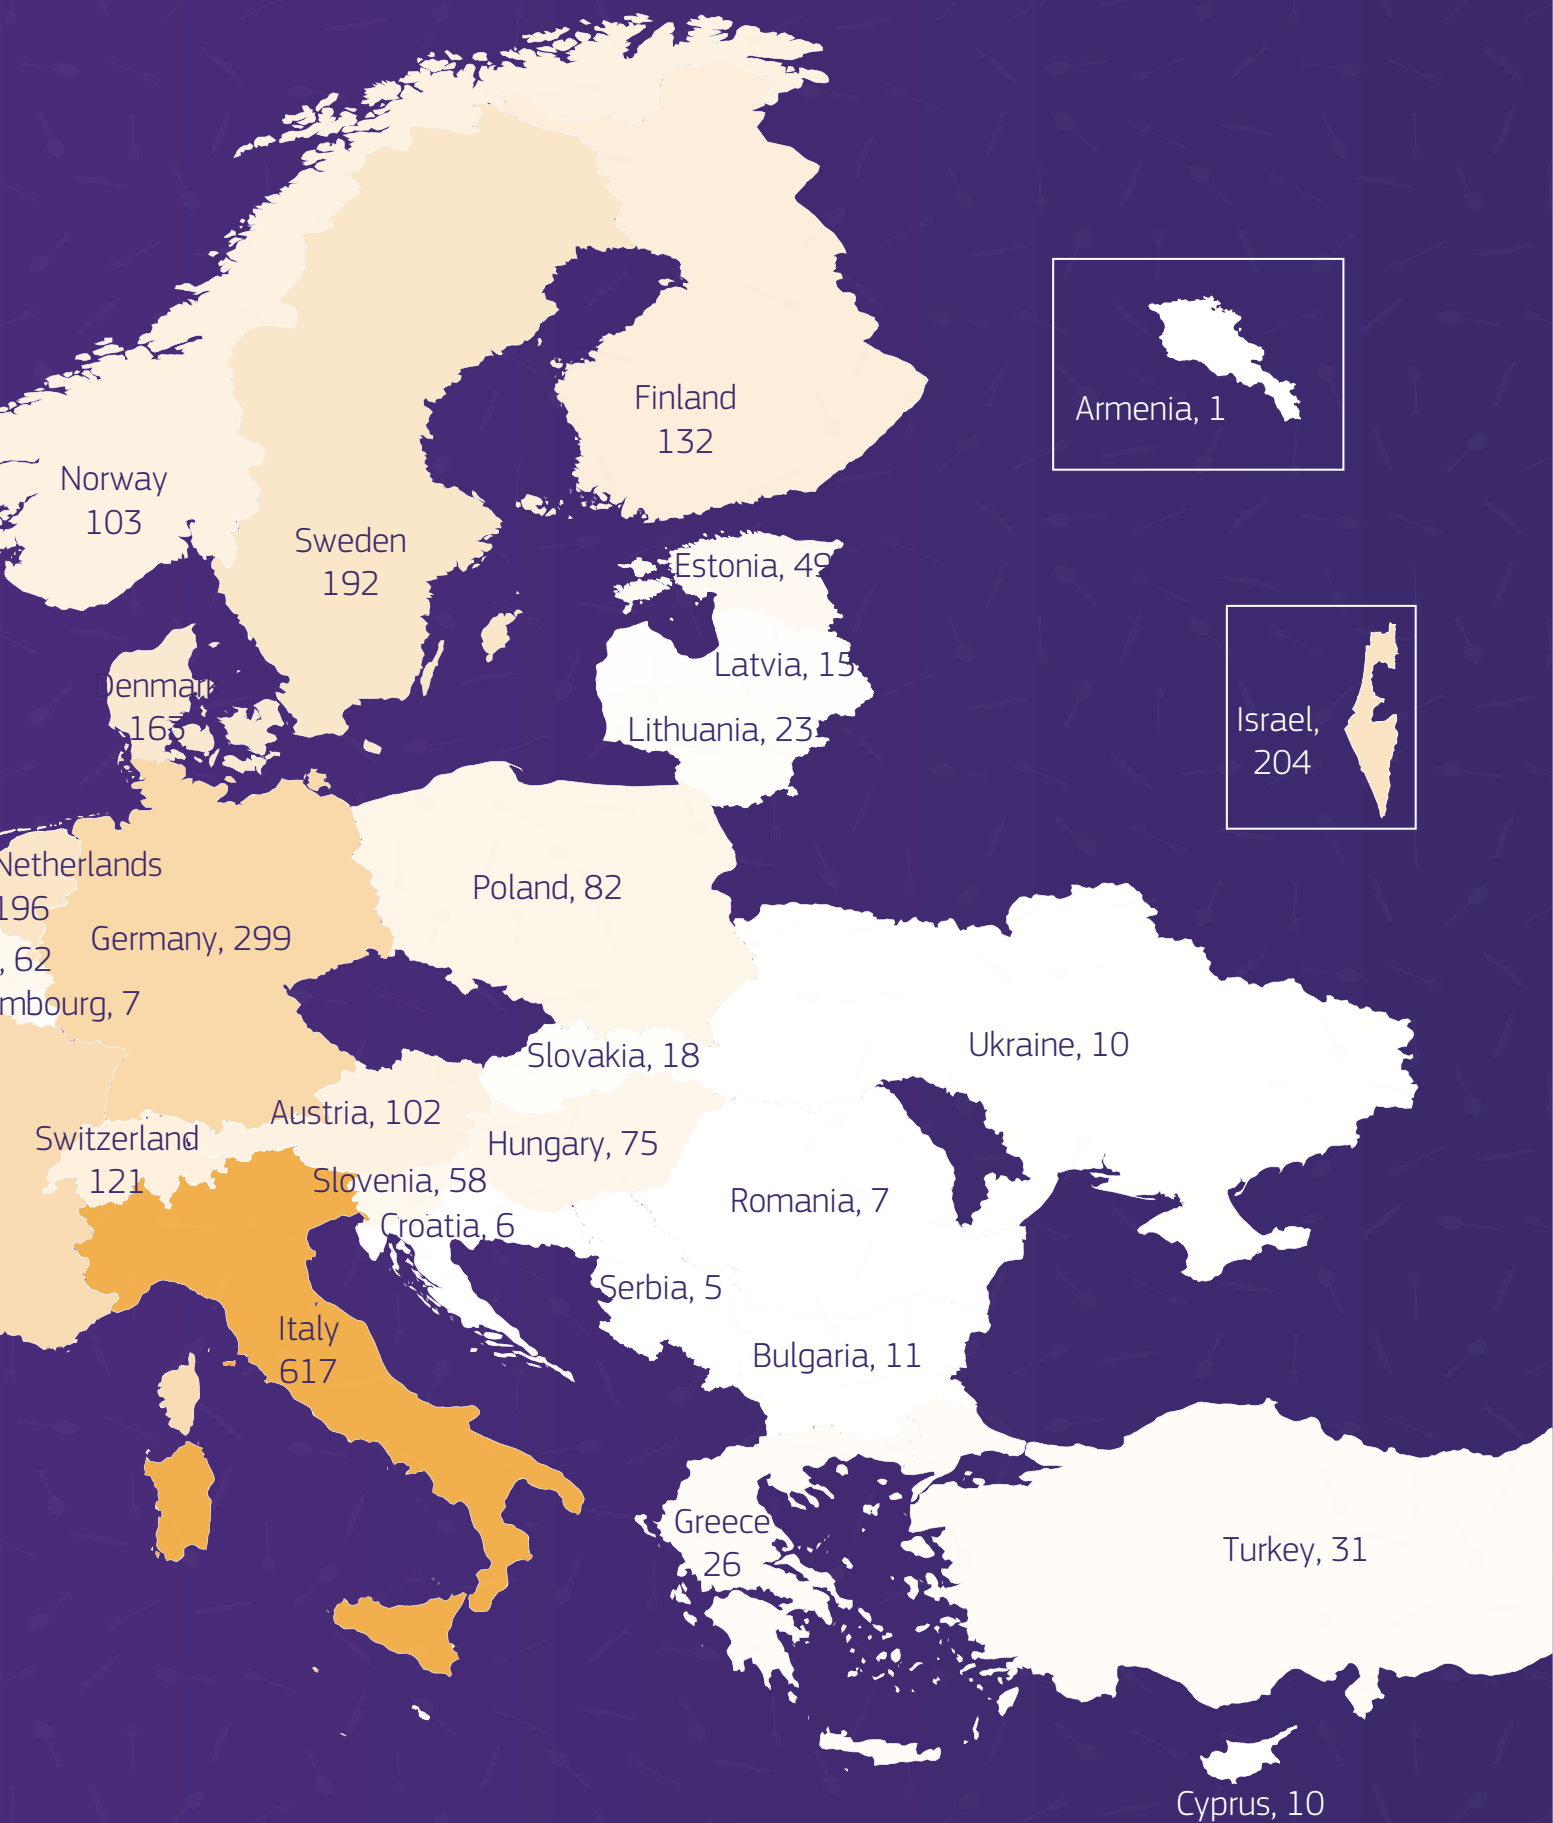 Finland
132
Armenia, 1
Norway
103
Sweden
192
Estonia, 49
Latvia, 15
Denmark
163
Israel,
204
Lithuania, 23
Netherlands
196
Poland, 82
Germany, 299
, 62
mbourg, 7
Slovakia, 18
Ukraine, 10
Austria, 102
Switzerland
121
Hungary, 75
Slovenia, 58
Romania, 7
Croatia, 6
Serbia, 5
Italy
617
Bulgaria, 11
Greece
26
Turkey, 31
Cyprus, 10